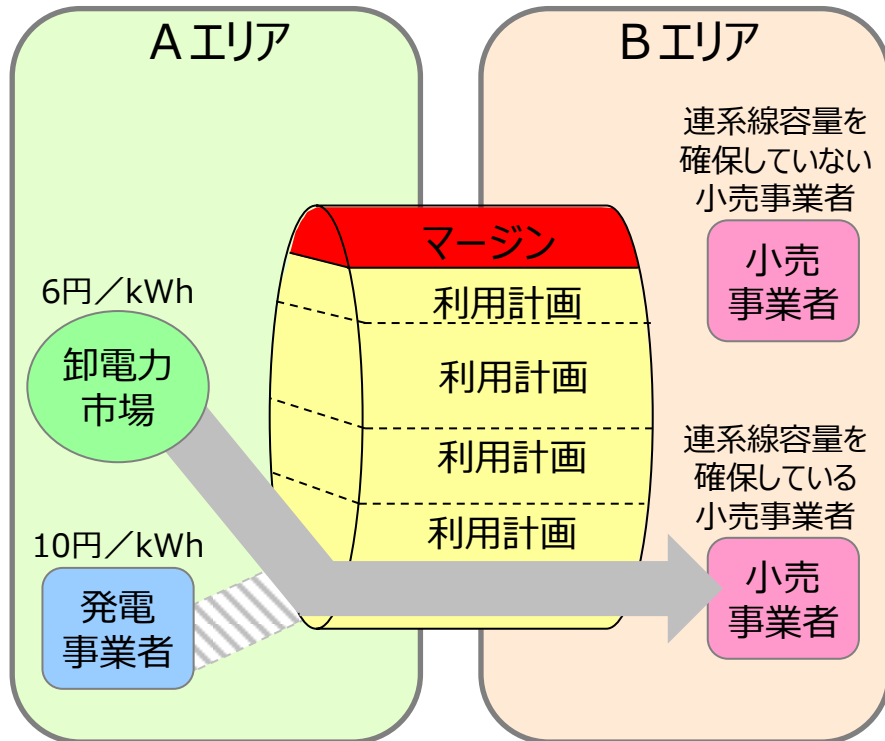 Aエリア
Bエリア
連系線容量を
確保していない
小売事業者
小売
事業者
マージン
利用計画
利用計画
利用計画
利用計画
6円／kWh
卸電力
市場
10円／kWh
発電
事業者
連系線容量を
確保している
小売事業者
小売
事業者